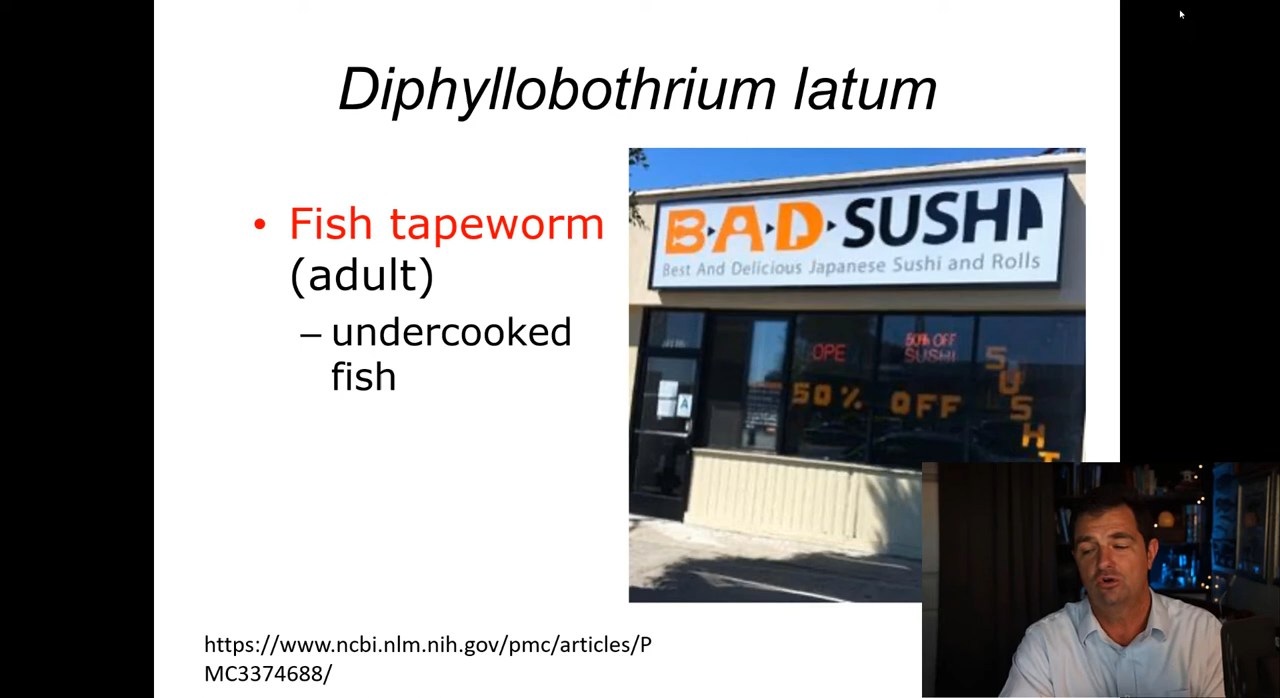 Diphyllobothrium latum
• Fish tapeworm
(adult)
– undercooked
fish
B·A·D·SUSHI
Best And Delicious Japanese Sushi and Rolls
OPE
50% OFF
SUSHI
50% OFF
SUSHI
A
https://www.ncbi.nlm.nih.gov/pmc/articles/P
MC3374688/